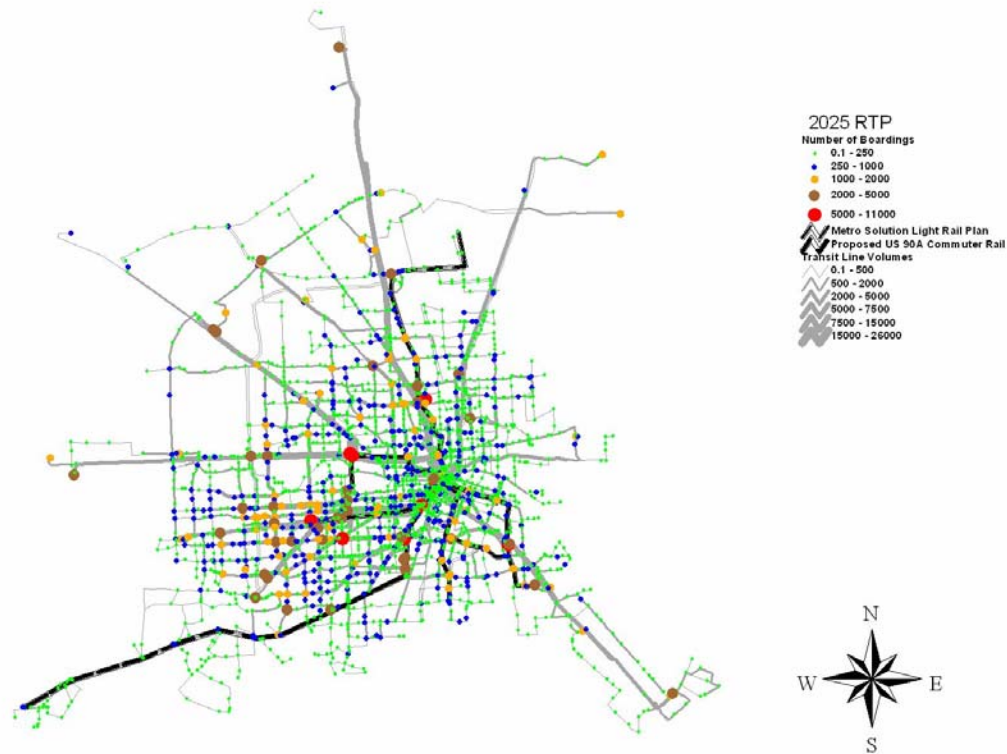 2025 RTP
Number of Boardings
0.1 - 250
250 - 1000
1000 - 2000
2000 - 5000
5000 - 11000
Metro Solution Light Rail Plan
Proposed US 90A Commuter Rail
Transit Line Volumes
0.1 - 500
500 - 2000
2000 - 5000
5000 - 7500
7500 - 15000
15000 - 26000
N
W E
S